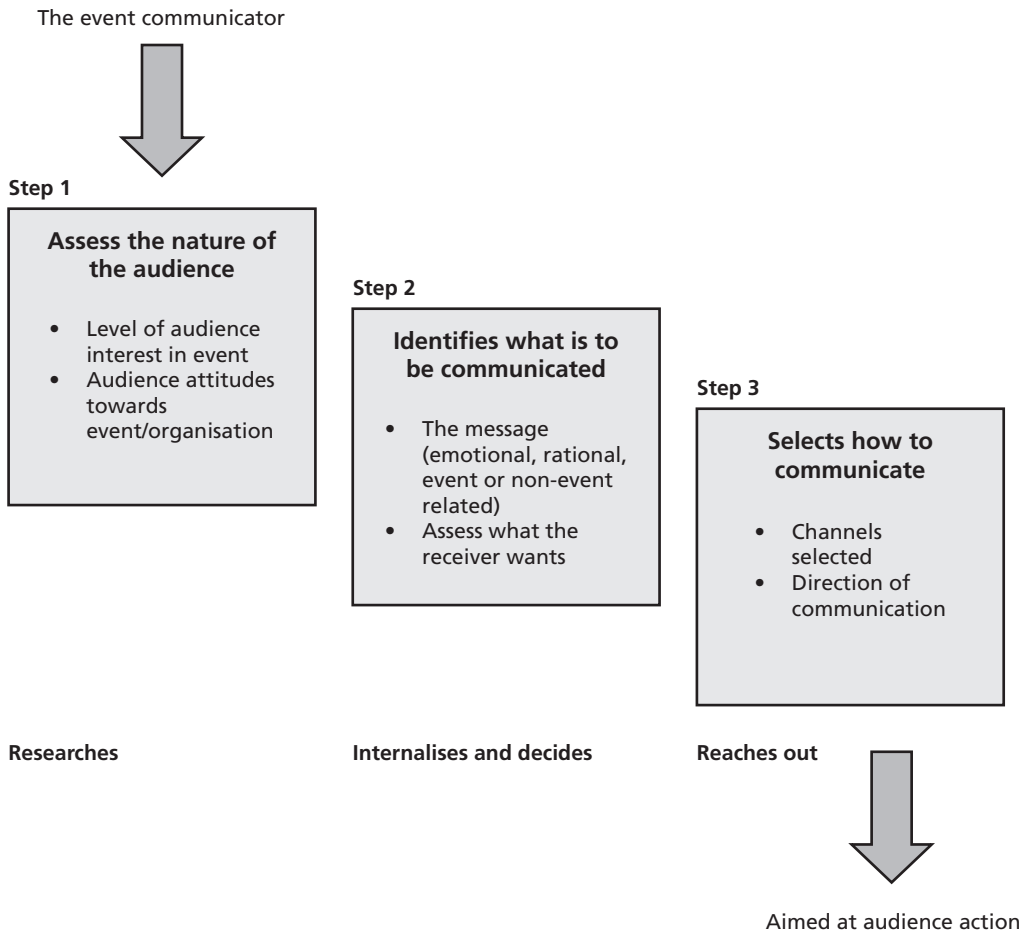 The event communicator
Step 1
Assess the nature of
the audience
• Level of audience
interest in event
• Audience attitudes
towards
event/organisation
Step 2
Identifies what is to
be communicated
• The message
(emotional, rational,
event or non-event
related)
• Assess what the
receiver wants
Step 3
Selects how to
communicate
• Channels
selected
• Direction of
communication
Researches
Internalises and decides
Reaches out
Aimed at audience action